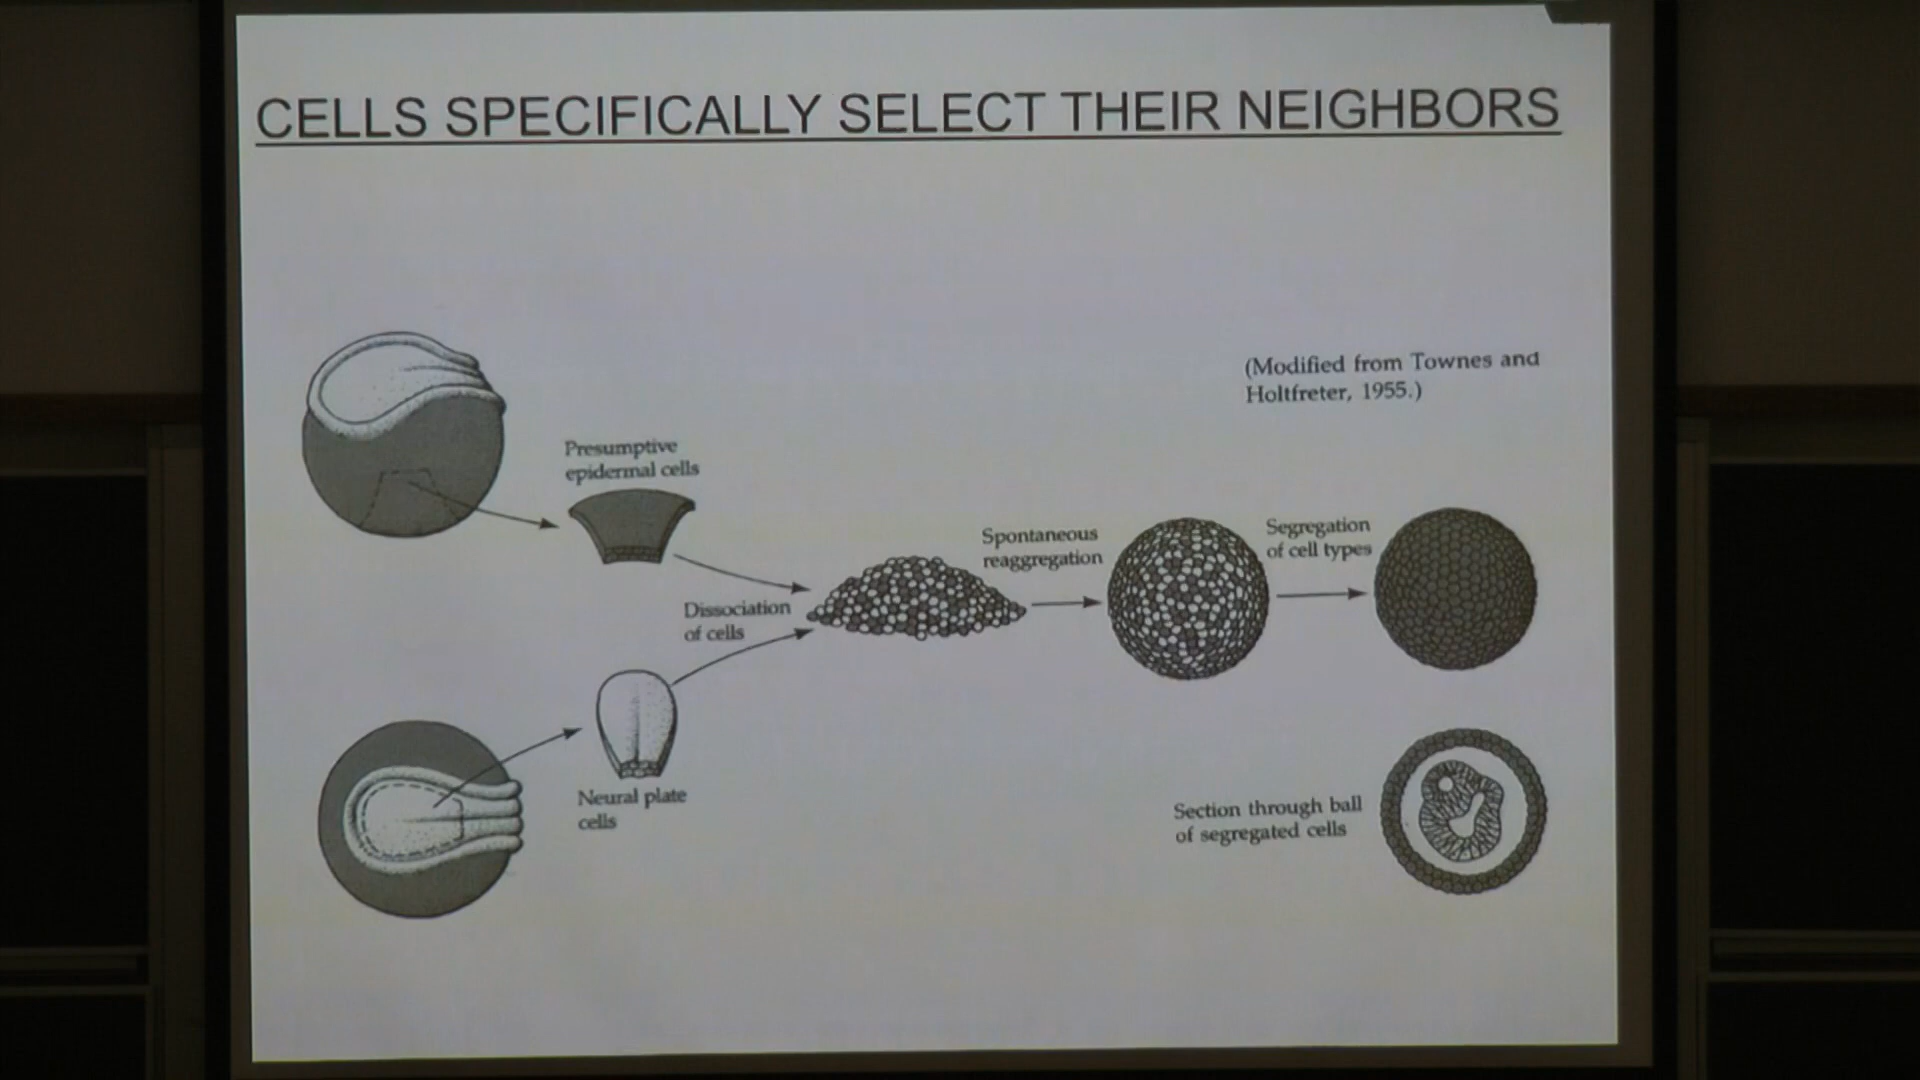 CELLS SPECIFICALLY SELECT THEIR NEIGHBORS
(Modified from Townes and
Holtfreter, 1955.)
Presumptive
epidermal cells
Dissociation
of cells
Spontaneous
reaggregation
Segregation
of cell types
Neural plate
cells
Section through ball
of segregated cells